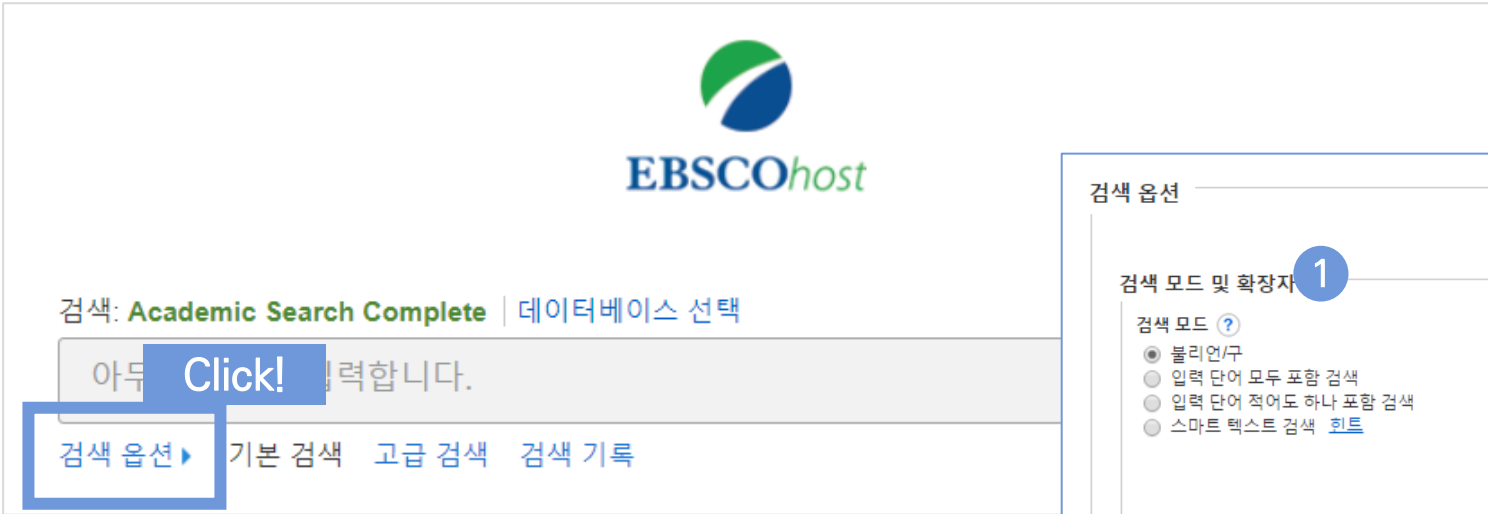 EBSCOhost
검색: Academic Search Complete 데이터베이스 선택
아무 Click! 입력합니다.
검색 옵션 기본 검색 고급 검색 검색 기록
검색 옵션
검색 모드 및 확장자 1
검색 모드 ?
불리언/구
입력 단어 모두 포함 검색
입력 단어 적어도 하나 포함 검색
스마트 텍스트 검색 힌트